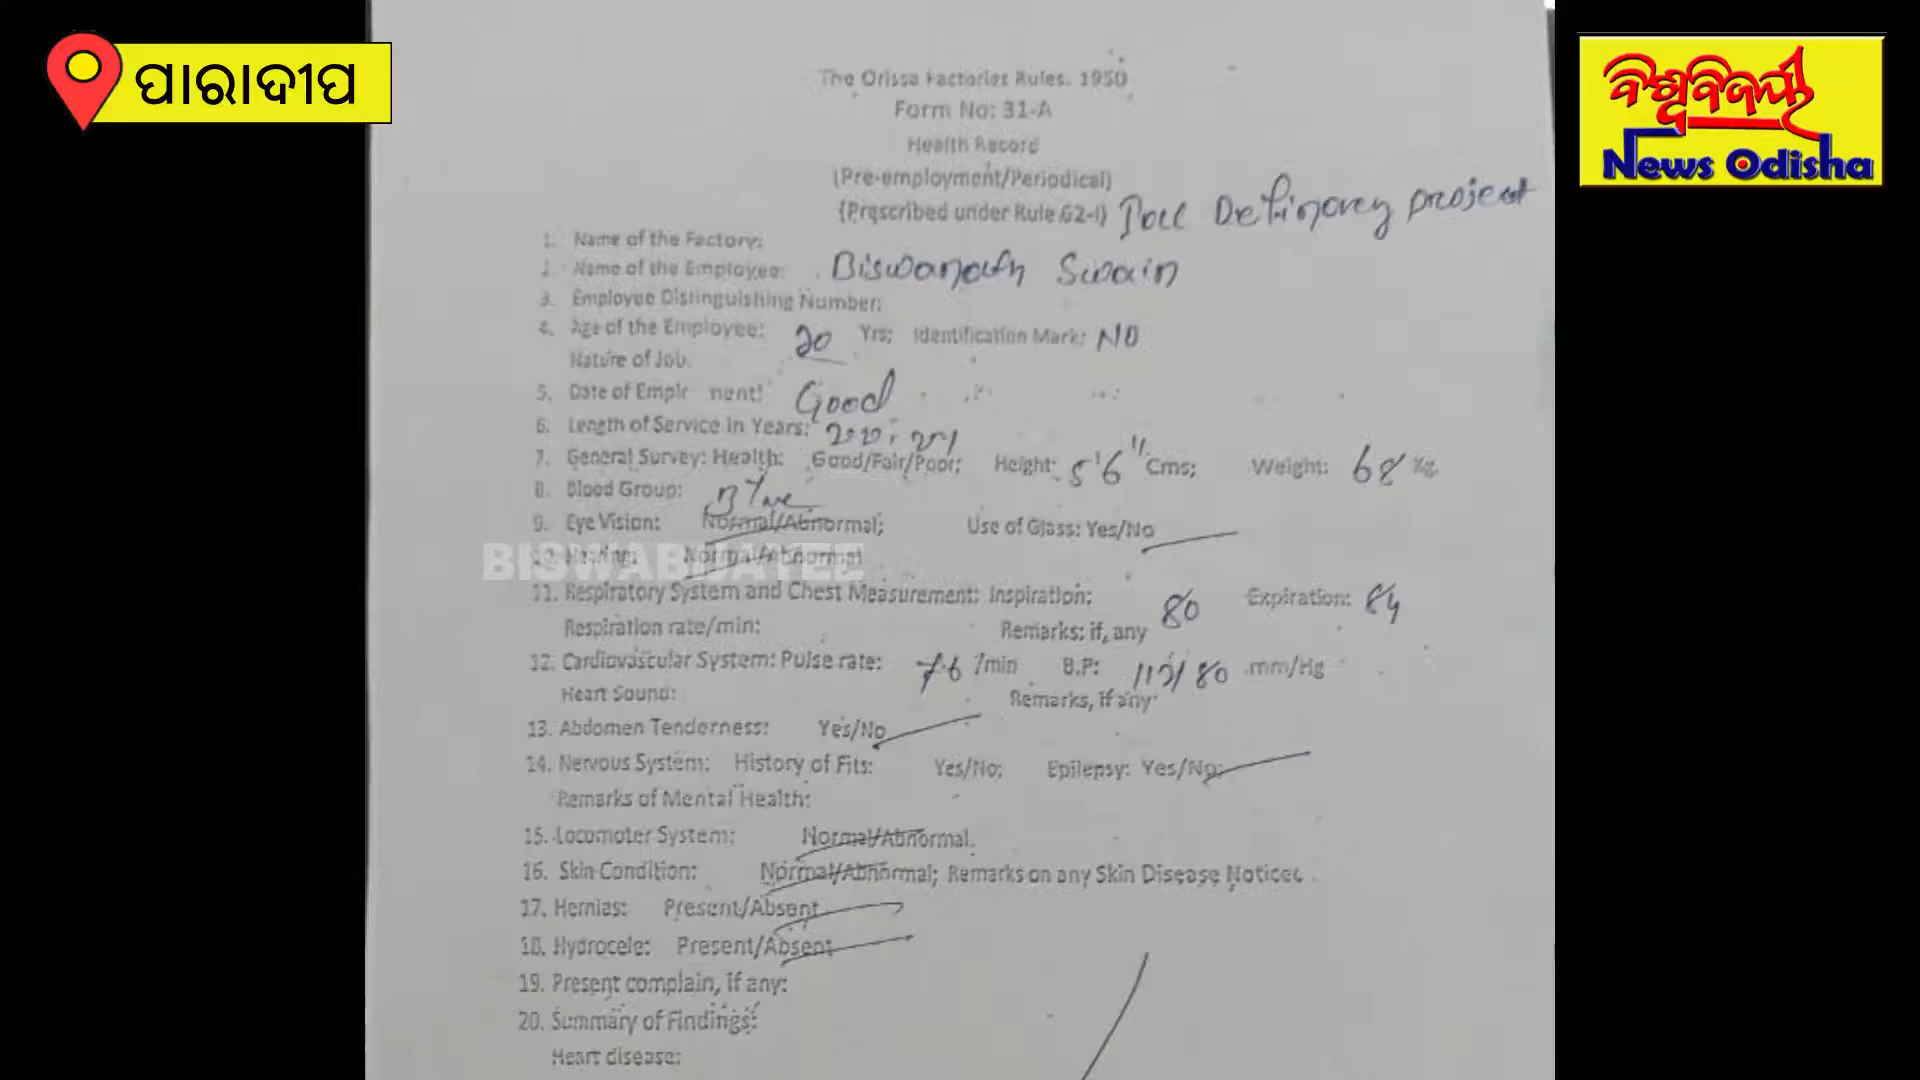 ପାରାଦୀପ
ବିଶ୍ୱବିଜୟୀ
News Odisha
The Orissa Factories Rules. 1950
Form No: 31-A
Health Record
(Pre-employment/Periodical)
(Prescribed under Rule 62-I)
project
1. Name of the Factory:
2. Name of the Employee: Biswanath Swain
3. Employee Distinguishing Number:
4. Age of the Employee: 20 Yrs; Identification Mark: NO
Nature of Job.
5. Date of Good
6. Length of Service in Years:
7. General Survey: Health: Good/Fair/Poor; Height: 5'6" Cms; Weight: 68 Kg
8. Blood Group: B
9. Eye Vision: Normal/Abnormal; Use of Glass: Yes/No
10. Hearing: Normal/Abnormal
BISWABIJAYEE
11. Respiratory System and Chest Measurement: Inspiration: 80 Expiration: 84
Respiration rate/min: Remarks: if, any
12. Cardiovascular System: Pulse rate: 76 /min B.P: 112/80 mm/Hg
Heart Sound: Remarks, if any
13. Abdomen Tenderness: Yes/No
14. Nervous System: History of Fits: Yes/No; Epilepsy: Yes/No;
Remarks of Mental Health:
15. Locomoter System: Normal/Abnormal.
16. Skin Condition: Normal/Abnormal; Remarks on any Skin Disease
17. Hernias: Present/Absent
18. Hydrocele: Present/Absent
19. Present complain, if any:
20. Summary of Findings:
Heart disease: